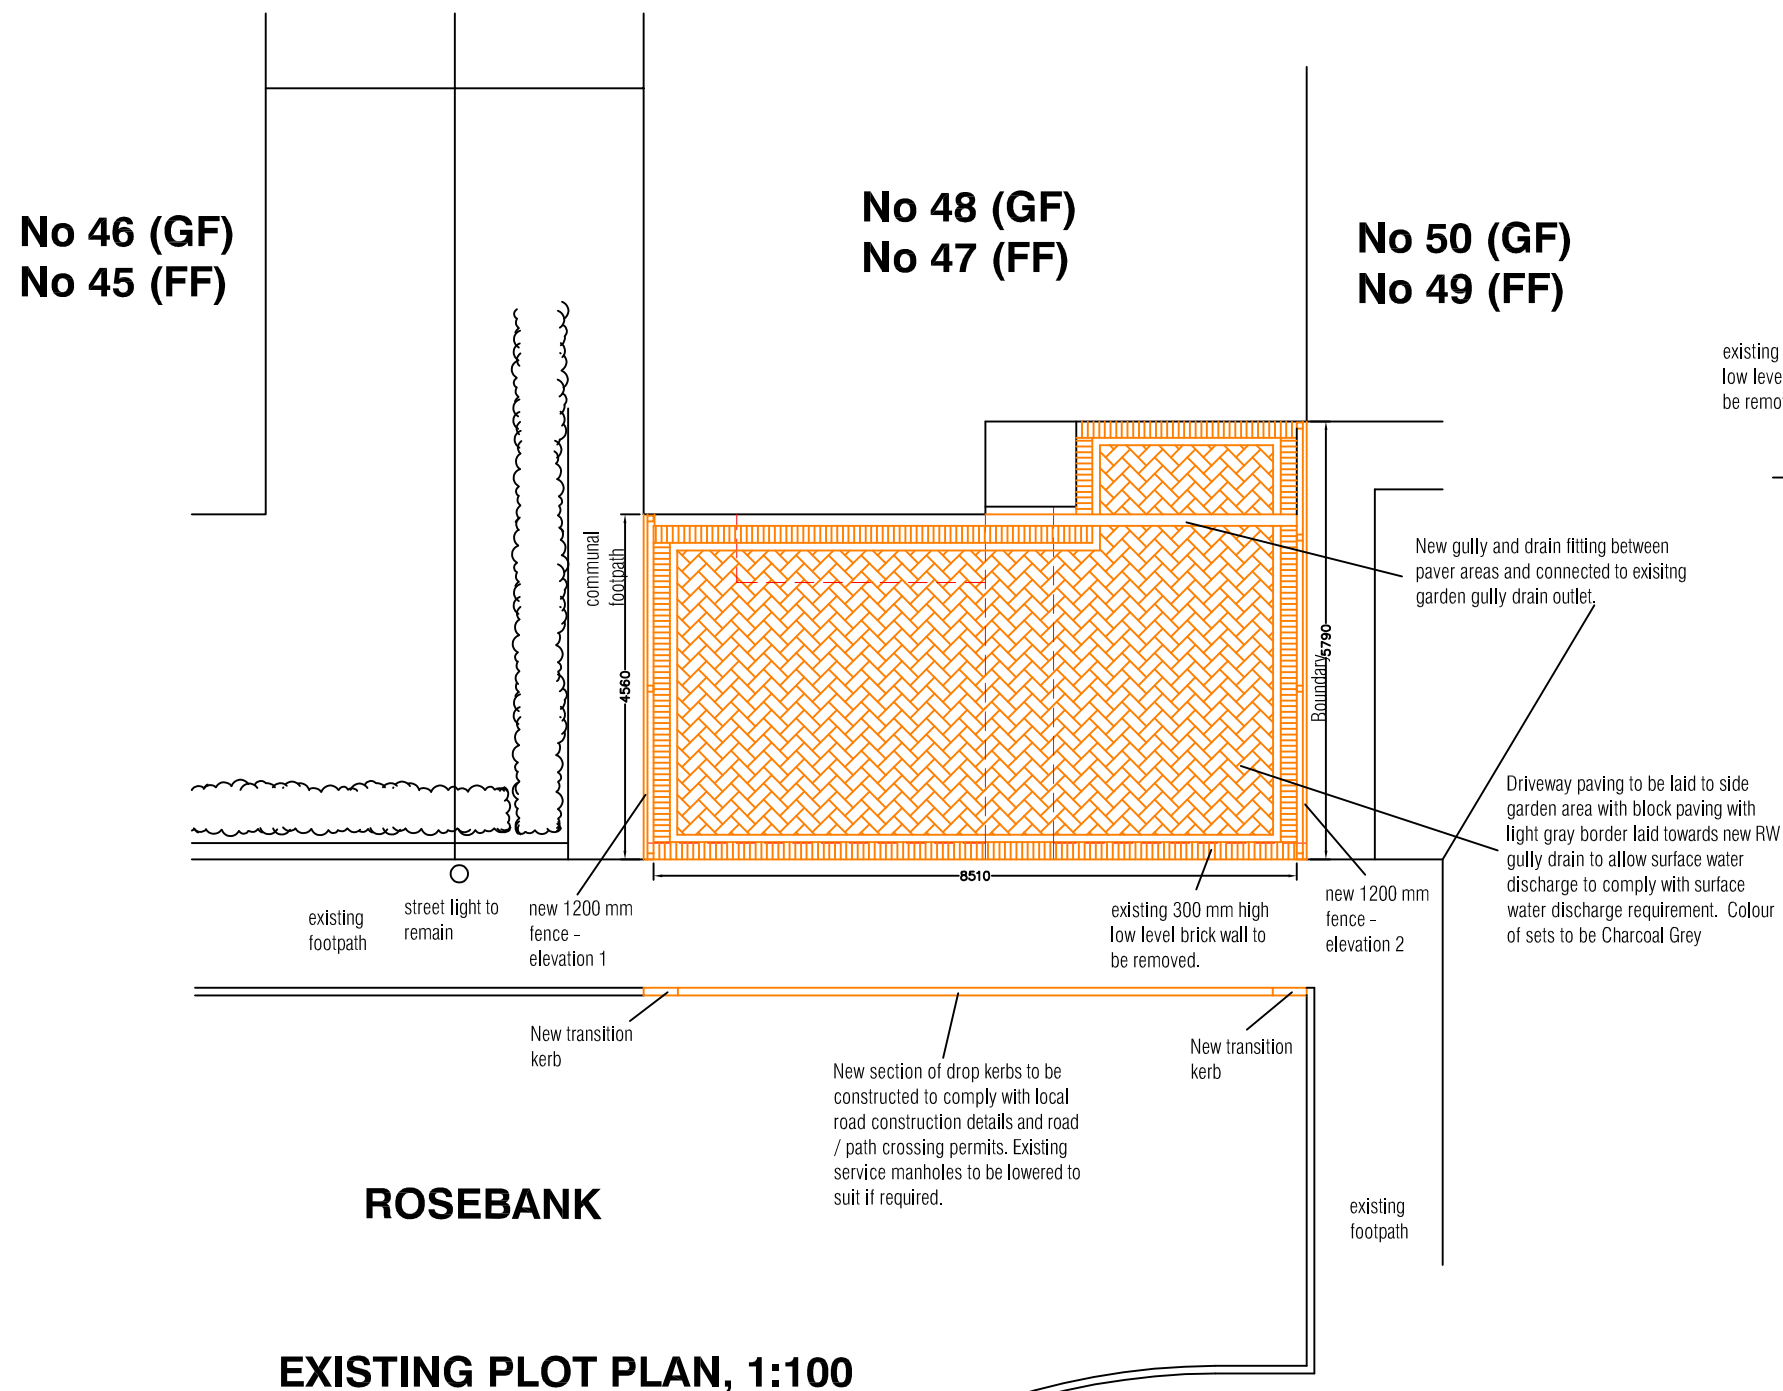 No 46 (GF)
No 45 (FF)
No 48 (GF)
No 47 (FF)
No 50 (GF)
No 49 (FF)
existing
low leve
be remo
communal
footpath
4560
5790
Boundary
8510
New gully and drain fitting between
paver areas and connected to exisitng
garden gully drain outlet.
Driveway paving to be laid to side
garden area with block paving with
light gray border laid towards new RW
gully drain to allow surface water
discharge to comply with surface
water discharge requirement. Colour
of sets to be Charcoal Grey
existing
footpath
street light to
remain
new 1200 mm
fence -
elevation 1
existing 300 mm high
low level brick wall to
be removed.
new 1200 mm
fence -
elevation 2
New transition
kerb
New section of drop kerbs to be
constructed to comply with local
road construction details and road
/ path crossing permits. Existing
service manholes to be lowered to
suit if required.
New transition
kerb
ROSEBANK
existing
footpath
EXISTING PLOT PLAN, 1:100